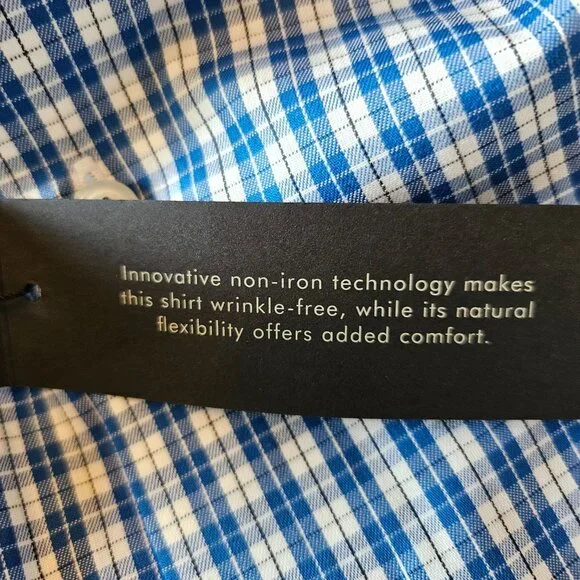 Innovative non-iron technology makes
this shirt wrinkle-free, while its natural
flexibility offers added comfort.